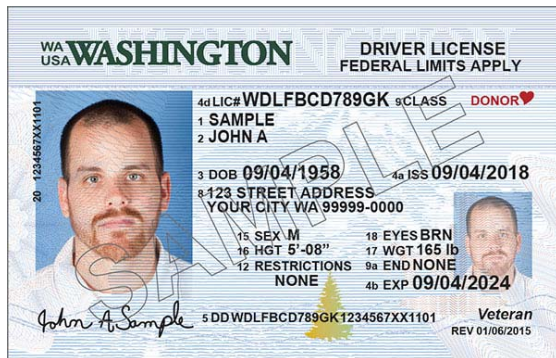 WA USA WASHINGTON
DRIVER LICENSE
FEDERAL LIMITS APPLY
4d LIC# WDLFBCD789GK 9 CLASS DONOR
1 SAMPLE
2 JOHN A
3 DOB 09/04/1958 4a ISS 09/04/2018
8 123 STREET ADDRESS
YOUR CITY WA 99999-0000
15 SEX M 18 EYES BRN
16 HGT 5'-08" 17 WGT 165 lb
12 RESTRICTIONS 9a END NONE
NONE 4b EXP 09/04/2024
5 DD WDLFBCD789GK1234567XX1101
Veteran
REV 01/06/2015
20 1234567XX1101
John A Sample
SAMPLE